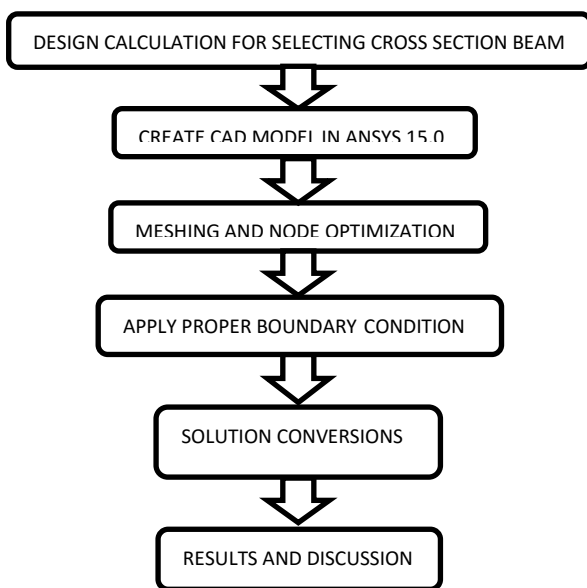 DESIGN CALCULATION FOR SELECTING CROSS SECTION BEAM
CREATE CAD MODEL IN ANSYS 15.0
MESHING AND NODE OPTIMIZATION
APPLY PROPER BOUNDARY CONDITION
SOLUTION CONVERSIONS
RESULTS AND DISCUSSION